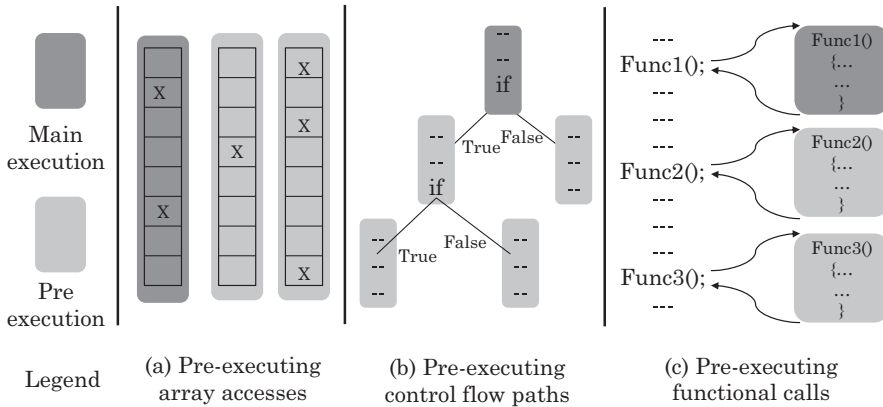 Main
execution
Pre
execution
Legend
X
X
X
X
X
X
(a) Pre-executing
array accesses
--
--
if
True
False
--
--
if
--
--
--
True
False
--
--
--
--
--
--
(b) Pre-executing
control flow paths
---
Func1();
---
---
---
Func2();
---
---
---
Func3();
---
Func1()
{...
...
}
Func2()
{...
...
}
Func3()
{...
...
}
(c) Pre-executing
functional calls